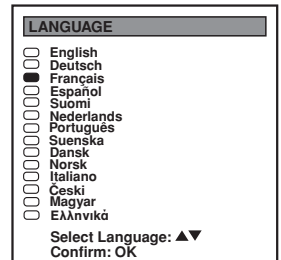 LANGUAGE
English
Deutsch
Français
Español
Suomi
Nederlands
Português
Suenska
Dansk
Norsk
Italiano
Česki
Magyar
Ελληνικά
Select Language: ▲▼
Confirm: OK